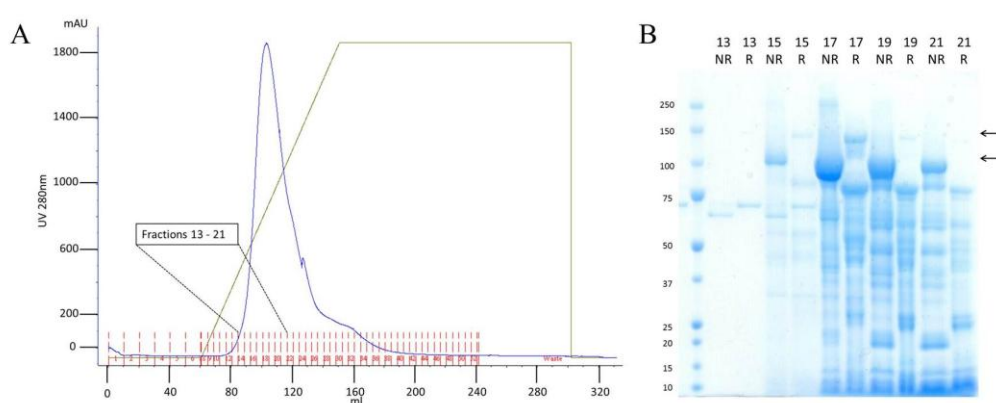 A
mAU
1800
1400
1000
600
200
0
UV 280nm
Fractions 13 - 21
Waste
0 40 80 120 160 200 240 280 320
ml
B
13 13 15 15 17 17 19 19 21 21
NR R NR R NR R NR R NR R
250
150
100
75
50
37
25
20
15
10